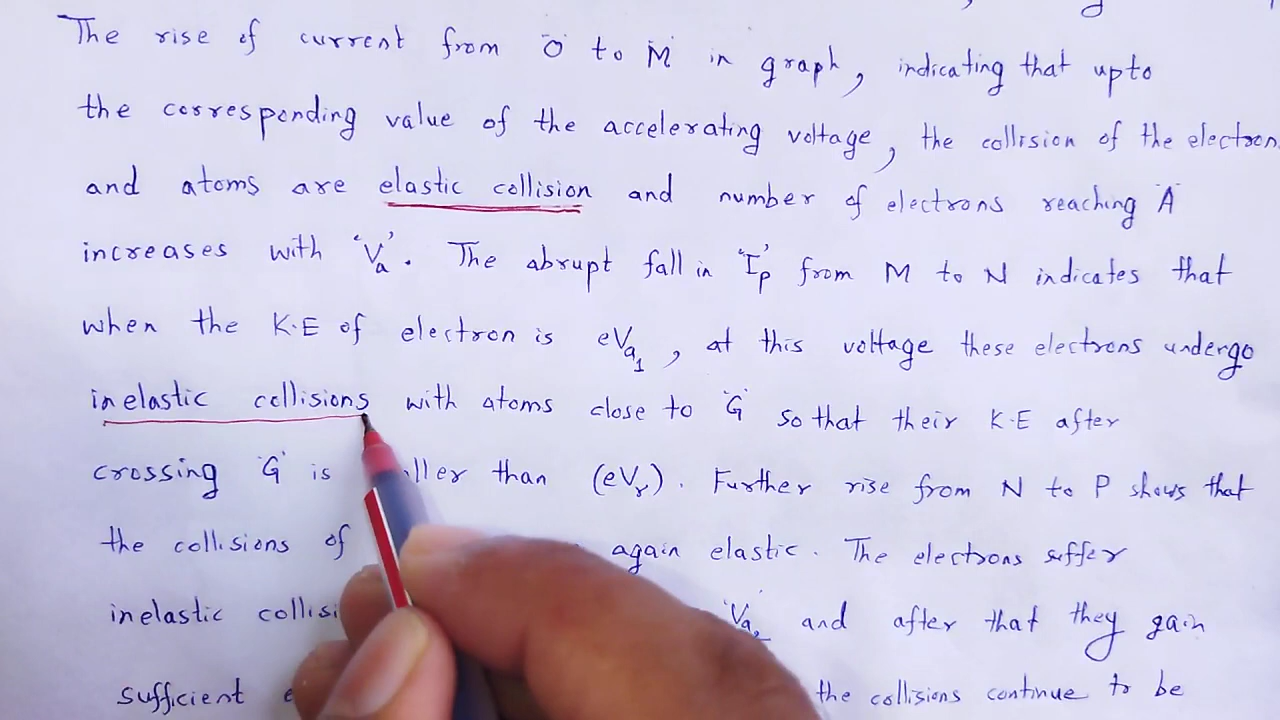 The rise of current from 'O' to 'M' in graph, indicating that upto
the corresponding value of the accelerating voltage, the collision of the electron
and atoms are elastic collision and number of electrons reaching 'A'
increases with 'Va'. The abrupt fall in 'Ip' from M to N indicates that
when the K.E of electron is eVa1, at this voltage these electrons undergo
inelastic collisions with atoms close to 'G' so that their K.E after
crossing 'G' is than (eVr). Further rise from N to P shows that
the collisions of again elastic. The electrons suffer
inelastic 'Va2' and after that they gain
sufficient the collisions continue to be